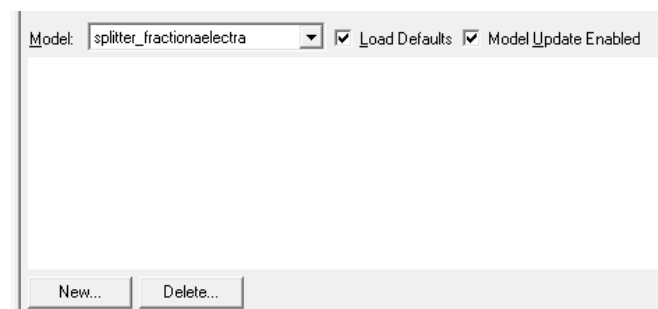 Model: splitter_fractionaelectra Load Defaults Model Update Enabled
New... Delete...